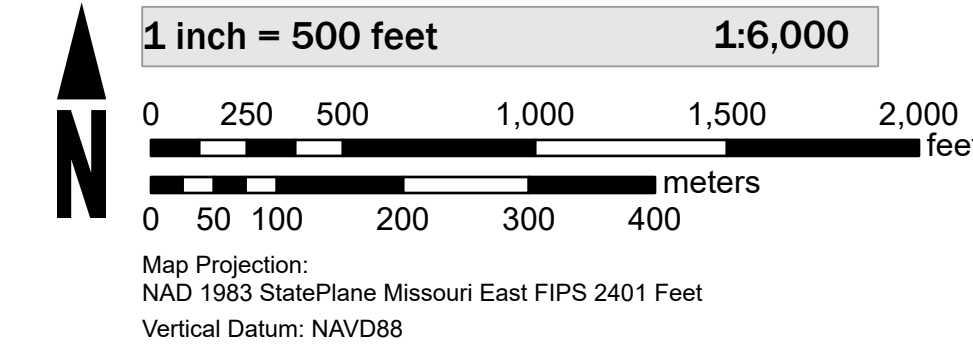 1 inch = 500 feet 1:6,000
0 250 500 1,000 1,500 2,000
feet
meters
0 50 100 200 300 400
N
Map Projection:
NAD 1983 StatePlane Missouri East FIPS 2401 Feet
Vertical Datum: NAVD88